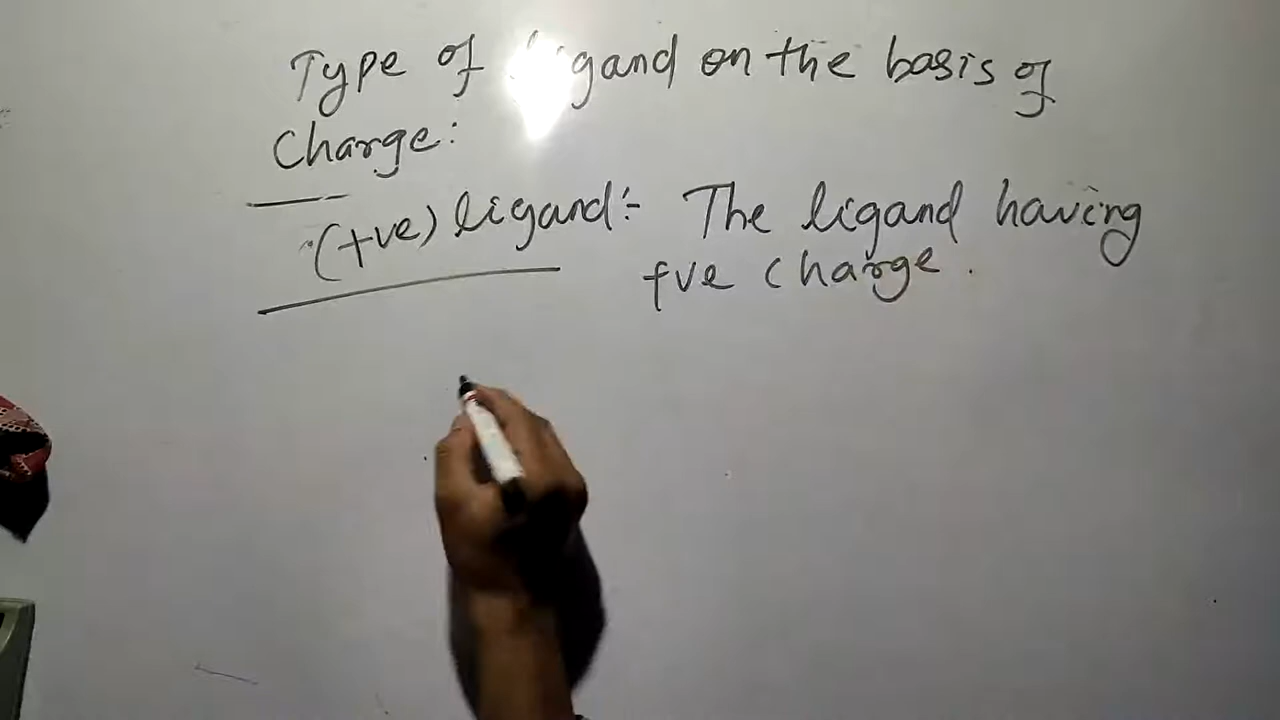 Type of ligand on the basis of
Charge:
(+ve) ligand:- The ligand having
+ve charge.